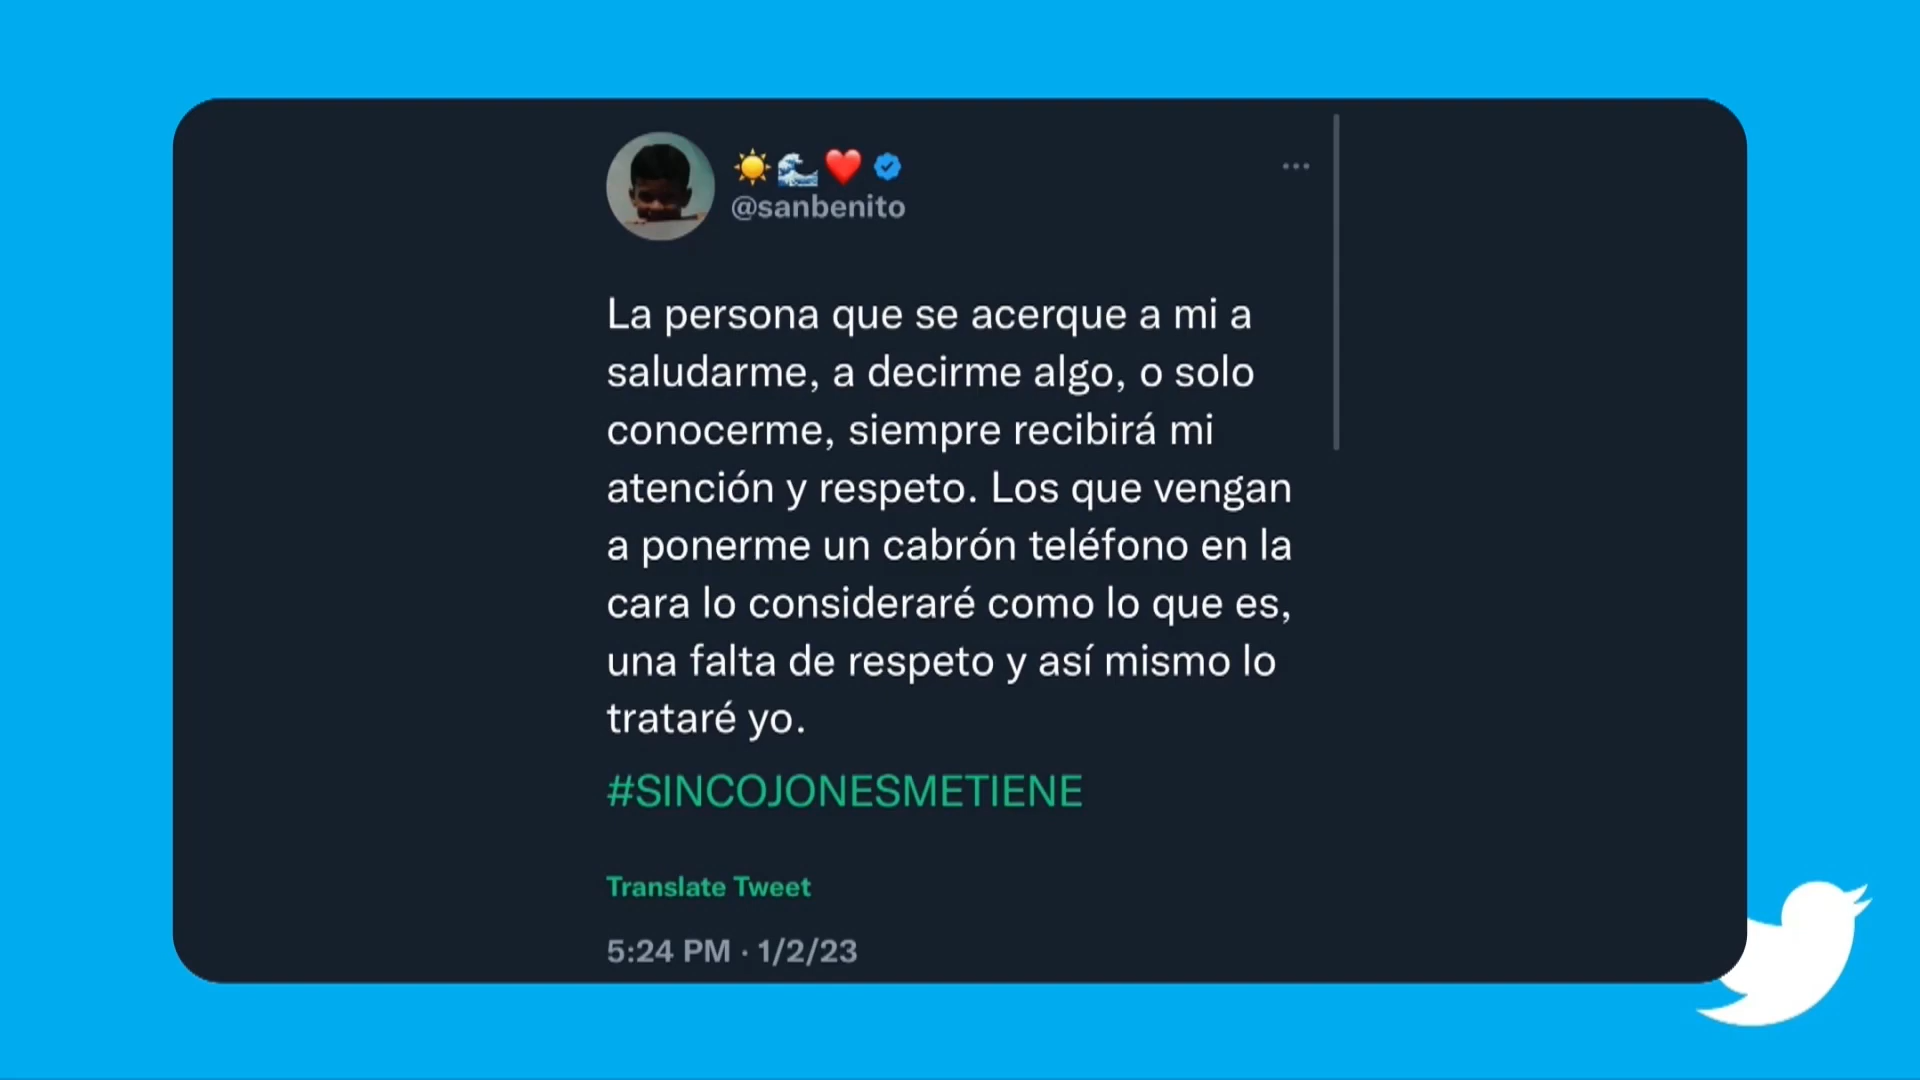 ☀️🌊❤️
@sanbenito
La persona que se acerque a mi a
saludarme, a decirme algo, o solo
conocerme, siempre recibirá mi
atención y respeto. Los que vengan
a ponerme un cabrón teléfono en la
cara lo consideraré como lo que es,
una falta de respeto y así mismo lo
trataré yo.
#SINCOJONESMETIENE
Translate Tweet
5:24 PM · 1/2/23